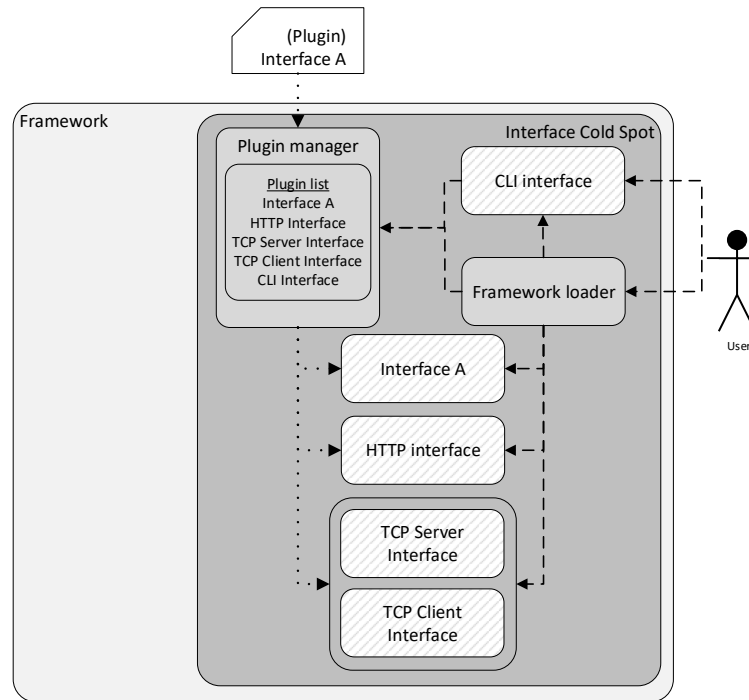 (Plugin)
Interface A
Framework
Interface Cold Spot
Plugin manager
Plugin list
Interface A
HTTP Interface
TCP Server Interface
TCP Client Interface
CLI Interface
CLI interface
Framework loader
User
Interface A
HTTP interface
TCP Server
Interface
TCP Client
Interface